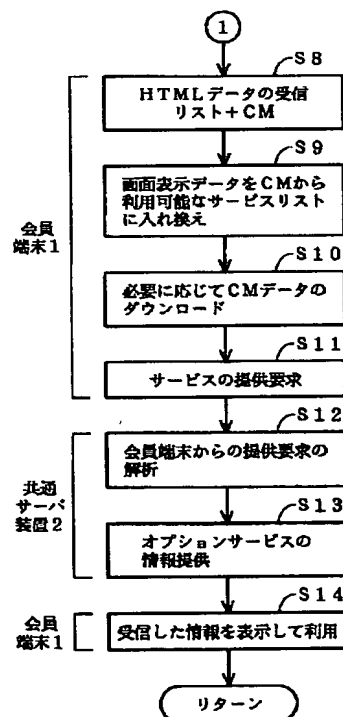 1
S8
HTMLデータの受信
リスト+CM
S9
画面表示データをCMから
利用可能なサービスリスト
に入れ換え
会員
端末1
S10
必要に応じてCMデータの
ダウンロード
S11
サービスの提供要求
S12
会員端末からの提供要求の
解析
共通
サーバ
装置2
S13
オプションサービスの
情報提供
S14
会員
端末1
受信した情報を表示して利用
リターン